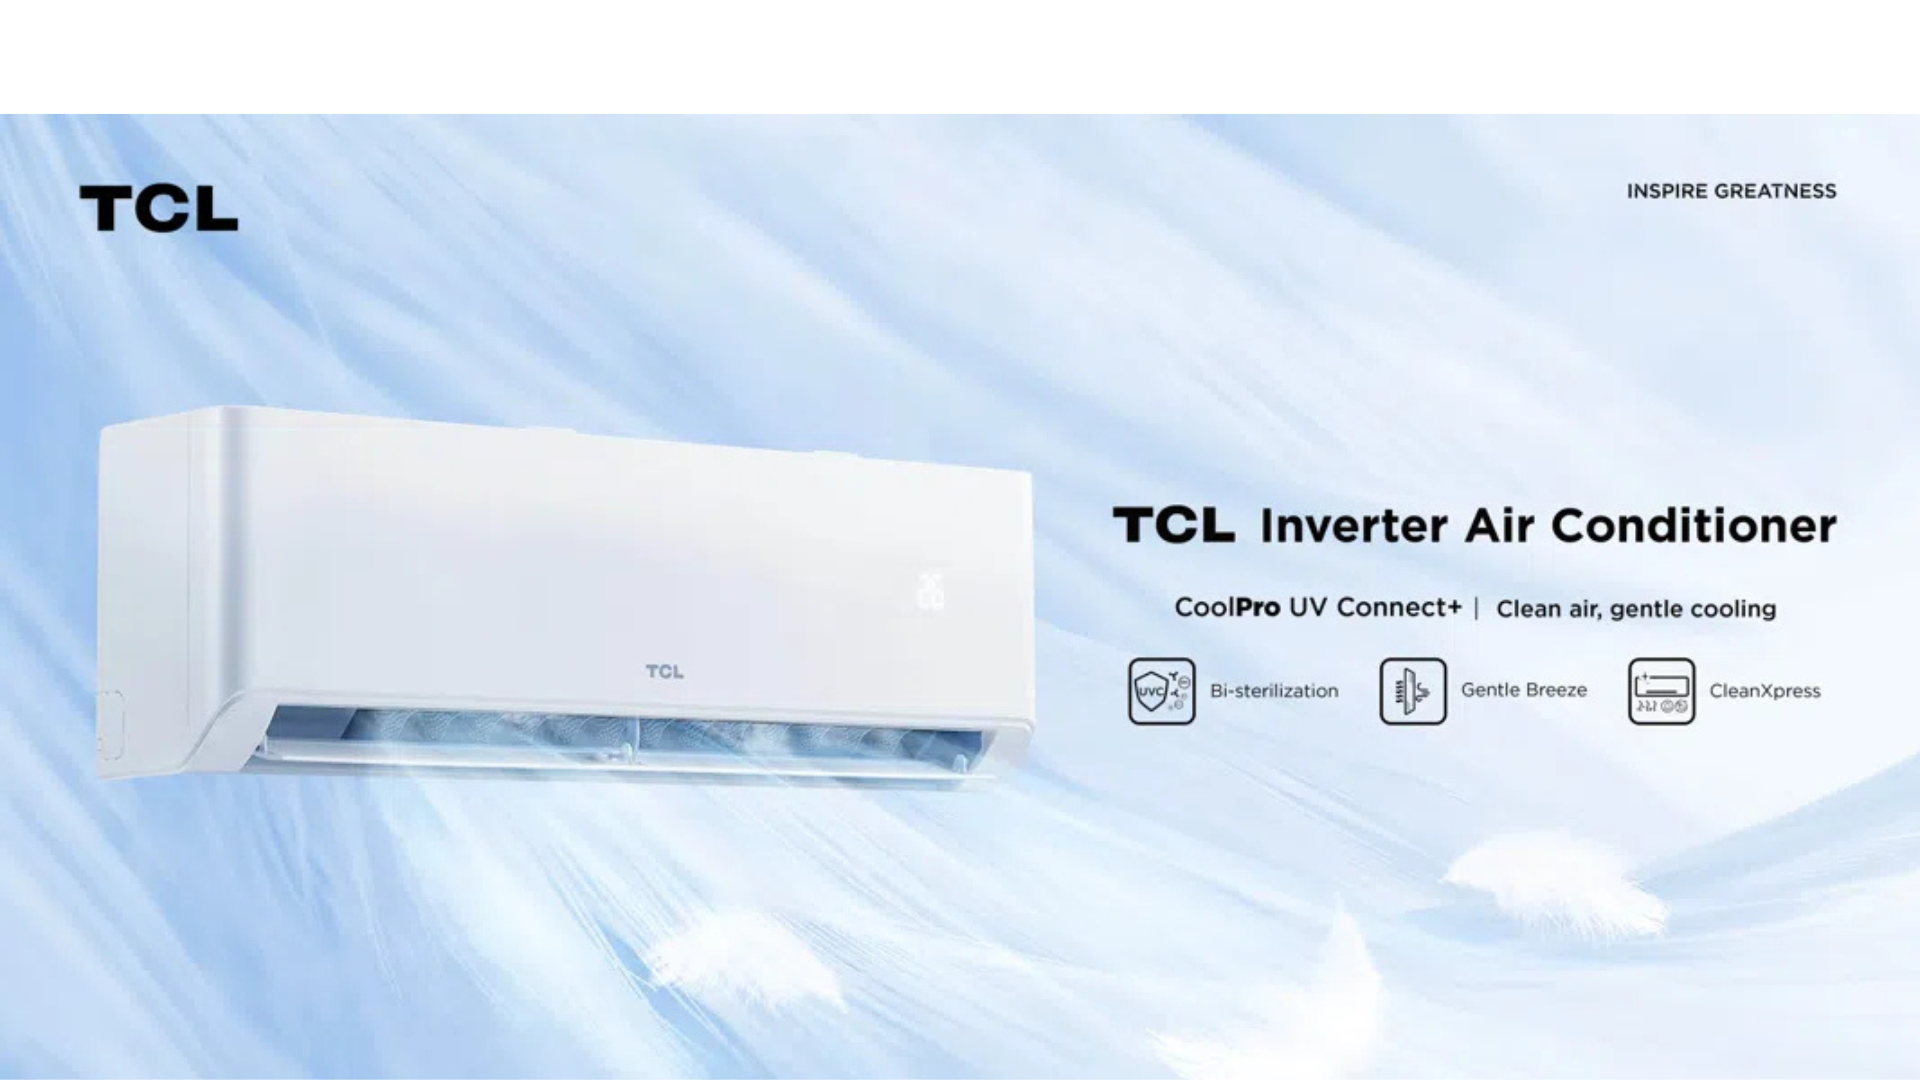 TCL
INSPIRE GREATNESS
TCL Inverter Air Conditioner
CoolPro UV Connect+ | Clean air, gentle cooling
UVC Bi-sterilization
Gentle Breeze
CleanXpress
TCL